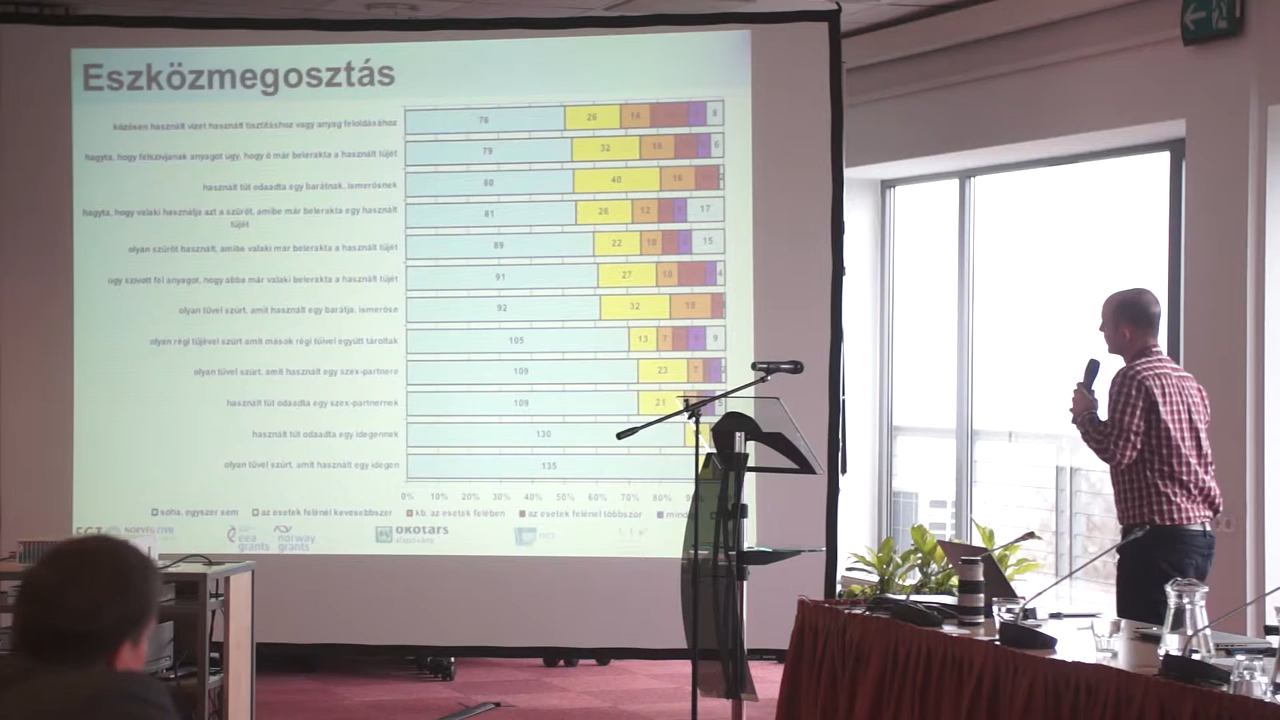 Eszközmegosztás
közösen használt vizet használt tisztításhoz vagy anyag feloldásához
76 26 14 8
hagyta, hogy felszívjanak anyagot úgy, hogy ő már belerakta a használt tűjét
79 32 16 6
használt tűt odaadta egy barátnak, ismerősnek
80 40 16
hagyta, hogy valaki használja azt a szűrőt, amibe már belerakta egy használt
tűjét
81 26 12 17
olyan szűrőt használt, amibe valaki már belerakta a használt tűjét
89 22 10 15
úgy szívott fel anyagot, hogy abba már valaki belerakta a használt tűjét
91 27 10 4
olyan tűvel szúrt, amit használt egy barátja, ismerőse
92 32
olyan régi tűjével szúrt amit mások régi tűivel együtt tároltak
105 13 7 9
olyan tűvel szúrt, amit használt egy szex-partnere
109 23 7
használt tűt odaadta egy szex-partnernek
109 21 5
használt tűt odaadta egy idegennek
130
olyan tűvel szúrt, amit használt egy idegen
135
0% 10% 20% 30% 40% 50% 60% 70% 80%
soha, egyszer sem az esetek felénél kevesebbszer kb. az esetek felében az esetek felénél többször
NORVÉG CIVIL
eea
grants
norway
grants
ÖKOTÁRS
alapítvány